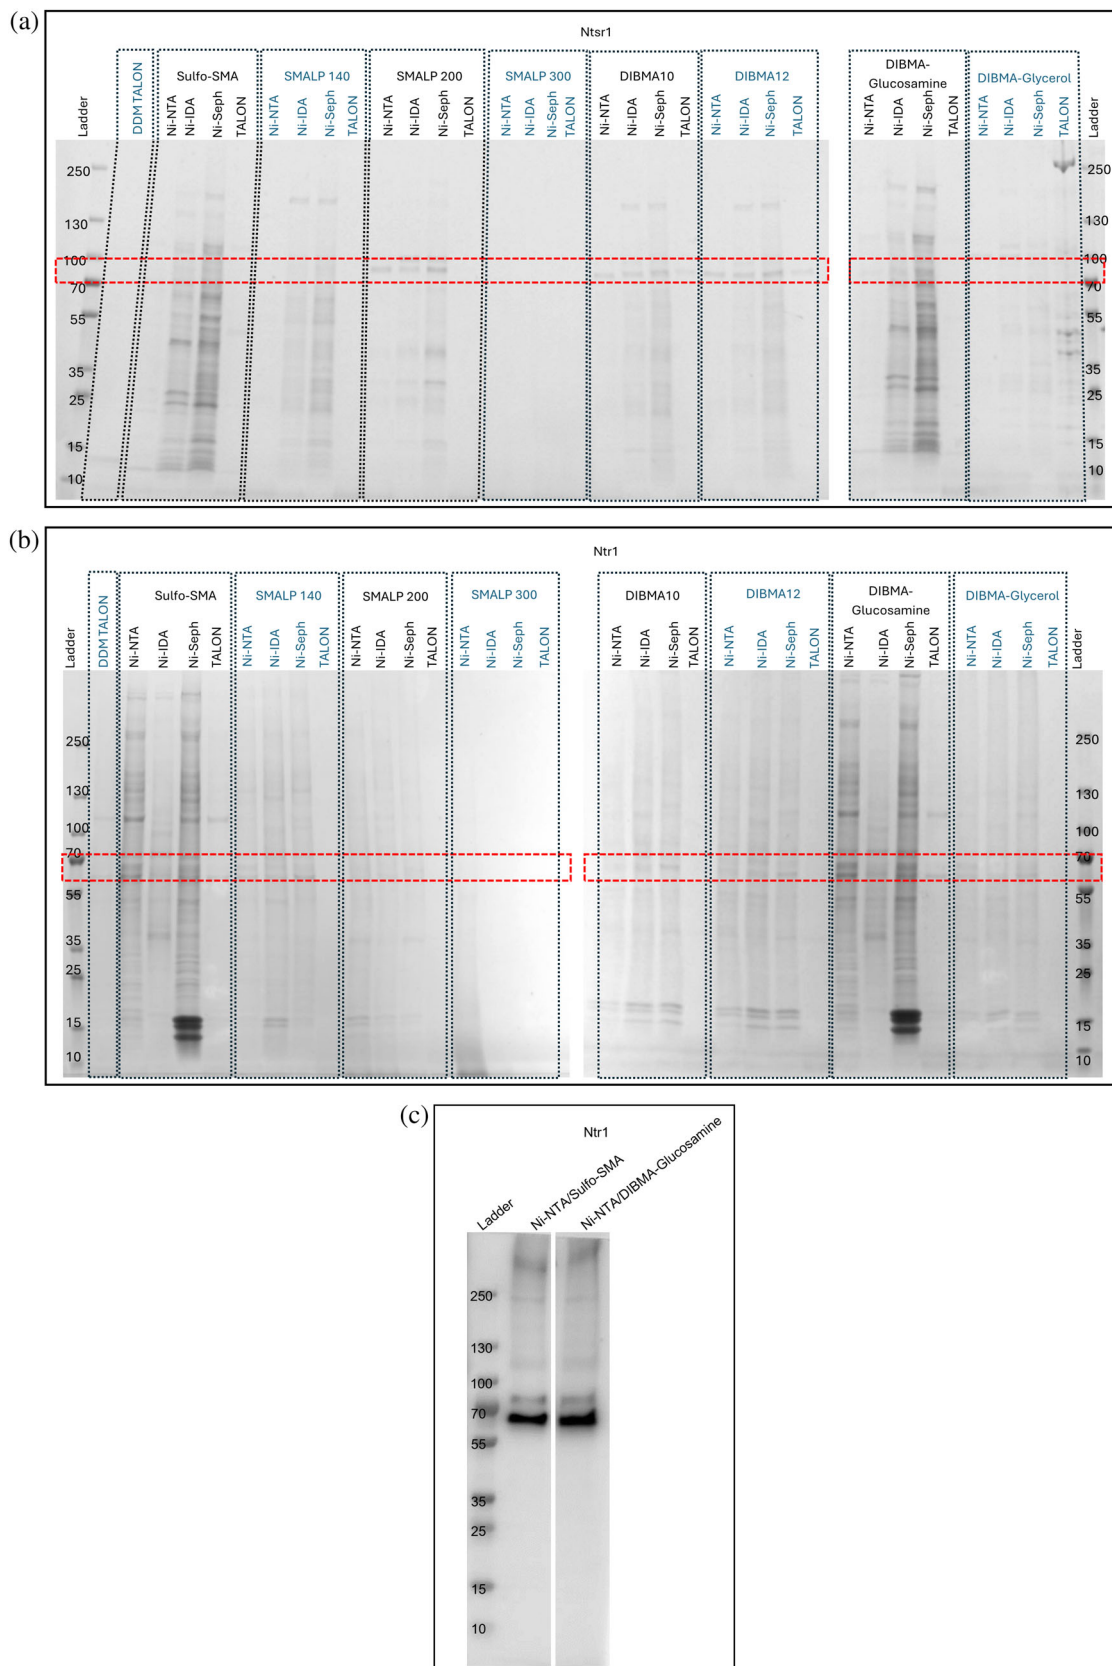 (a)
Ntsr1
Sulfo-SMA SMALP 140 SMALP 200 SMALP 300 DIBMA10 DIBMA12 DIBMA-Glucosamine DIBMA-Glycerol
Ladder DDM TALON Ni-NTA Ni-IDA Ni-Seph TALON Ni-NTA Ni-IDA Ni-Seph TALON Ni-NTA Ni-IDA Ni-Seph TALON Ni-NTA Ni-IDA Ni-Seph TALON Ni-NTA Ni-IDA Ni-Seph TALON Ni-NTA Ni-IDA Ni-Seph TALON Ni-NTA Ni-IDA Ni-Seph TALON Ni-NTA Ni-IDA Ni-Seph TALON Ladder
250 250
130 130
100 100
70 70
55 55
35 35
25 25
15 15
10 10
(b)
Ntr1
Sulfo-SMA SMALP 140 SMALP 200 SMALP 300 DIBMA10 DIBMA12 DIBMA-Glucosamine DIBMA-Glycerol
Ladder DDM TALON Ni-NTA Ni-IDA Ni-Seph TALON Ni-NTA Ni-IDA Ni-Seph TALON Ni-NTA Ni-IDA Ni-Seph TALON Ni-NTA Ni-IDA Ni-Seph TALON Ni-NTA Ni-IDA Ni-Seph TALON Ni-NTA Ni-IDA Ni-Seph TALON Ni-NTA Ni-IDA Ni-Seph TALON Ni-NTA Ni-IDA Ni-Seph TALON Ladder
250 250
130 130
100 100
70 70
55 55
35 35
25 25
15 15
10 10
(c)
Ntr1
Ladder Ni-NTA/Sulfo-SMA Ni-NTA/DIBMA-Glucosamine
250
130
100
70
55
35
25
15
10